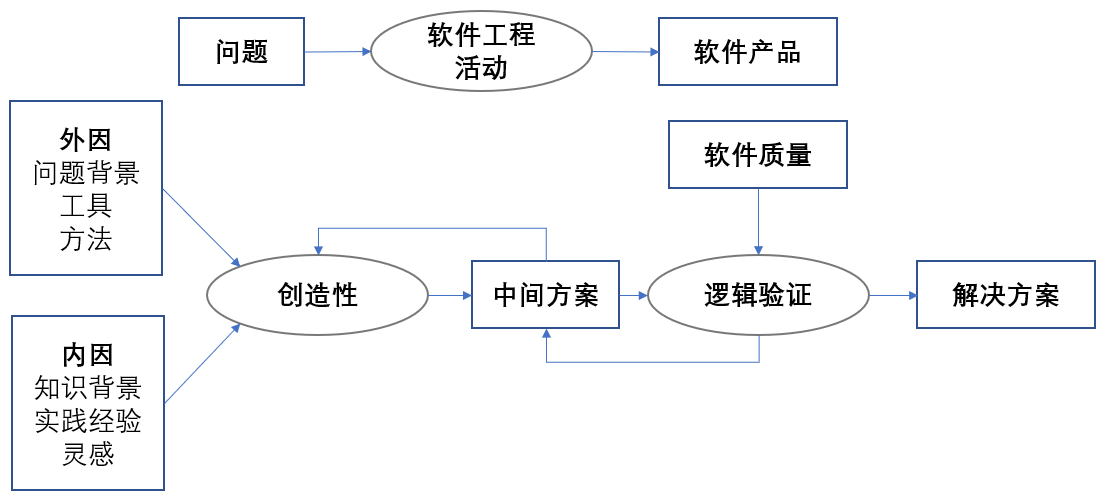 问题
软件工程
活动
软件产品
外因
问题背景
工具
方法
软件质量
创造性
中间方案
逻辑验证
解决方案
内因
知识背景
实践经验
灵感